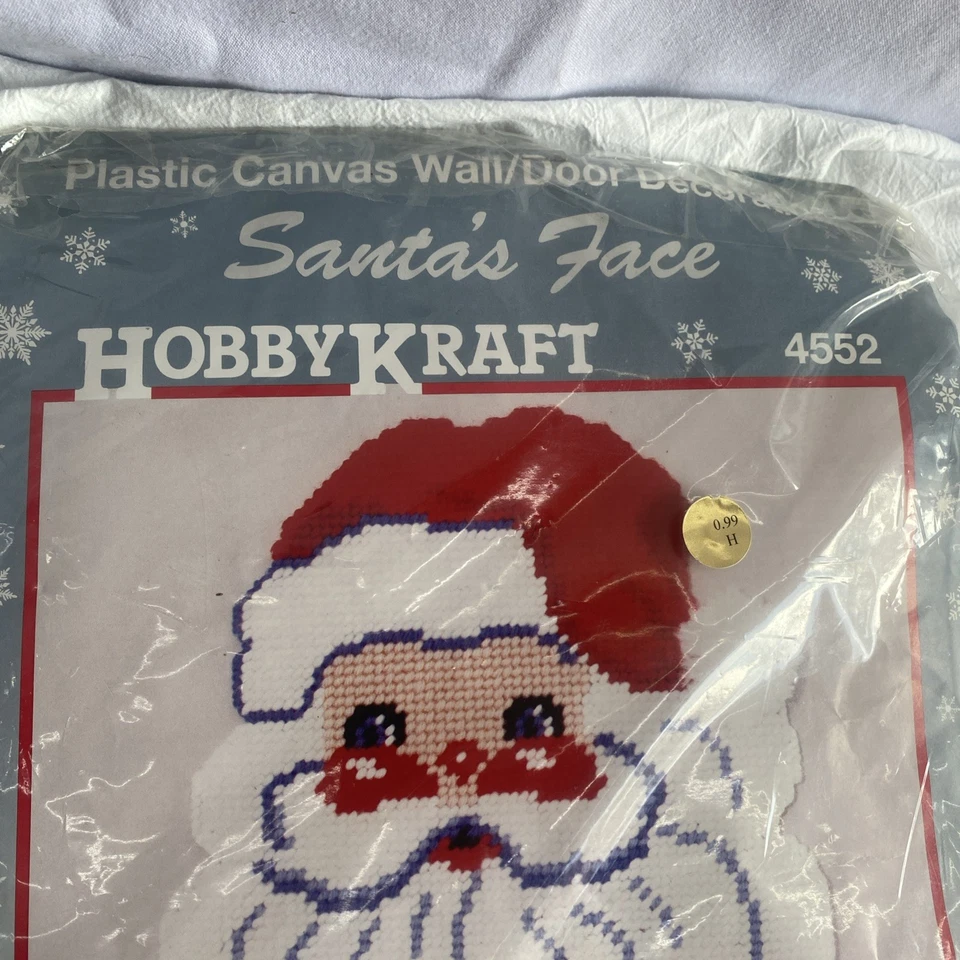 Plastic Canvas Wall/Door
Santa's Face
HOBBYKRAFT
4552
0.99
H